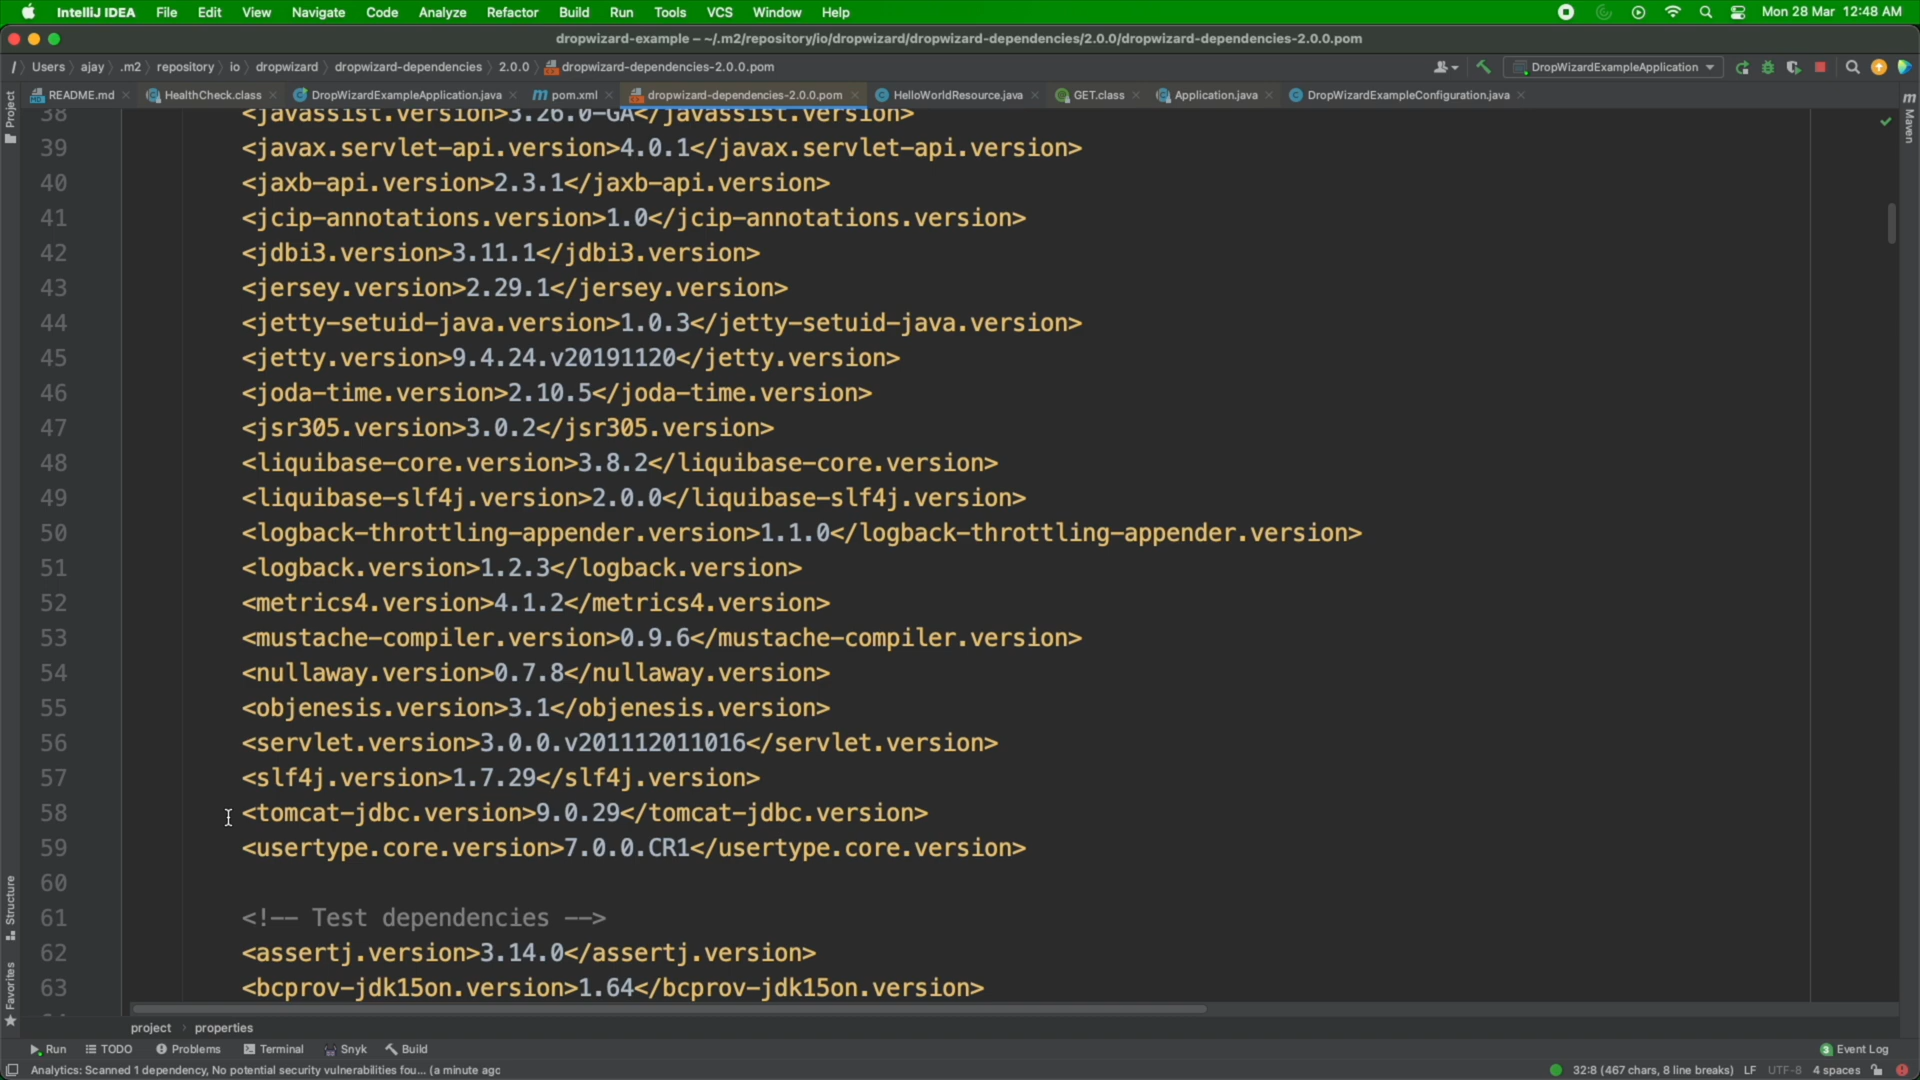 IntelliJ IDEA File Edit View Navigate Code Analyze Refactor Build Run Tools VCS Window Help Mon 28 Mar 12:48 AM
dropwizard-example – ~/.m2/repository/io/dropwizard/dropwizard-dependencies/2.0.0/dropwizard-dependencies-2.0.0.pom
/ Users ajay .m2 repository io dropwizard dropwizard-dependencies 2.0.0 dropwizard-dependencies-2.0.0.pom DropWizardExampleApplication
README.md HealthCheck.class DropWizardExampleApplication.java pom.xml dropwizard-dependencies-2.0.0.pom HelloWorldResource.java GET.class Application.java DropWizardExampleConfiguration.java
Project
Maven
38 <javassist.version>3.26.0-GA</javassist.version>
39 <javax.servlet-api.version>4.0.1</javax.servlet-api.version>
40 <jaxb-api.version>2.3.1</jaxb-api.version>
41 <jcip-annotations.version>1.0</jcip-annotations.version>
42 <jdbi3.version>3.11.1</jdbi3.version>
43 <jersey.version>2.29.1</jersey.version>
44 <jetty-setuid-java.version>1.0.3</jetty-setuid-java.version>
45 <jetty.version>9.4.24.v20191120</jetty.version>
46 <joda-time.version>2.10.5</joda-time.version>
47 <jsr305.version>3.0.2</jsr305.version>
48 <liquibase-core.version>3.8.2</liquibase-core.version>
49 <liquibase-slf4j.version>2.0.0</liquibase-slf4j.version>
50 <logback-throttling-appender.version>1.1.0</logback-throttling-appender.version>
51 <logback.version>1.2.3</logback.version>
52 <metrics4.version>4.1.2</metrics4.version>
53 <mustache-compiler.version>0.9.6</mustache-compiler.version>
54 <nullaway.version>0.7.8</nullaway.version>
55 <objenesis.version>3.1</objenesis.version>
56 <servlet.version>3.0.0.v201112011016</servlet.version>
57 <slf4j.version>1.7.29</slf4j.version>
58 <tomcat-jdbc.version>9.0.29</tomcat-jdbc.version>
59 <usertype.core.version>7.0.0.CR1</usertype.core.version>
60
61 <!-- Test dependencies -->
62 <assertj.version>3.14.0</assertj.version>
63 <bcprov-jdk15on.version>1.64</bcprov-jdk15on.version>
Structure
Favorites
project properties
Run TODO Problems Terminal Snyk Build 3 Event Log
Analytics: Scanned 1 dependency, No potential security vulnerabilities fou... (a minute ago 32:8 (467 chars, 8 line breaks) LF UTF-8 4 spaces